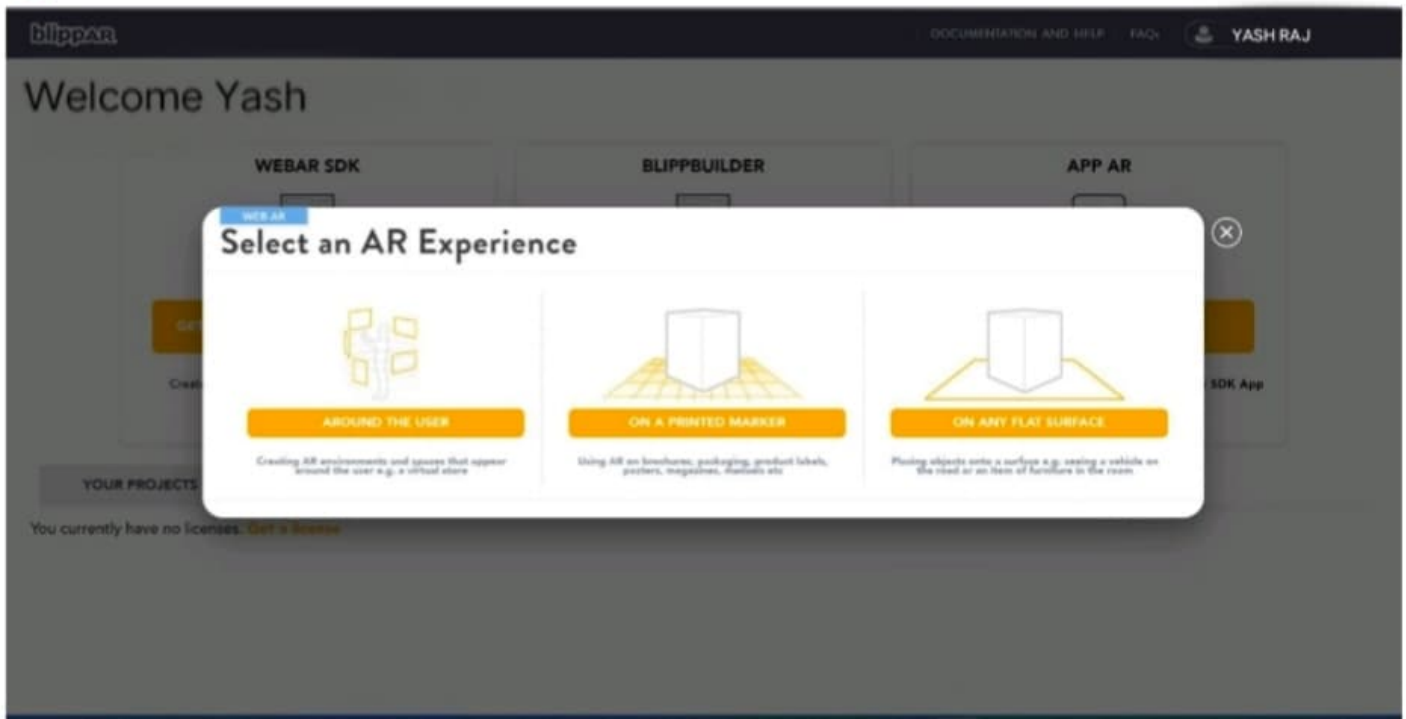 blippAR
DOCUMENTATION AND HELP FAQs YASH RAJ
Welcome Yash
WEBAR SDK BLIPPBUILDER APP AR
WEB AR
Select an AR Experience
GET
Creat SDK App
AROUND THE USER ON A PRINTED MARKER ON ANY FLAT SURFACE
Creating AR environments and spaces that appear
around the user e.g. a virtual store
Using AR on brochures, packaging, product labels,
posters, magazines, manuals etc
Placing objects onto a surface e.g. seeing a vehicle on
the road or an item of furniture in the room
YOUR PROJECTS
You currently have no licenses. Get a license